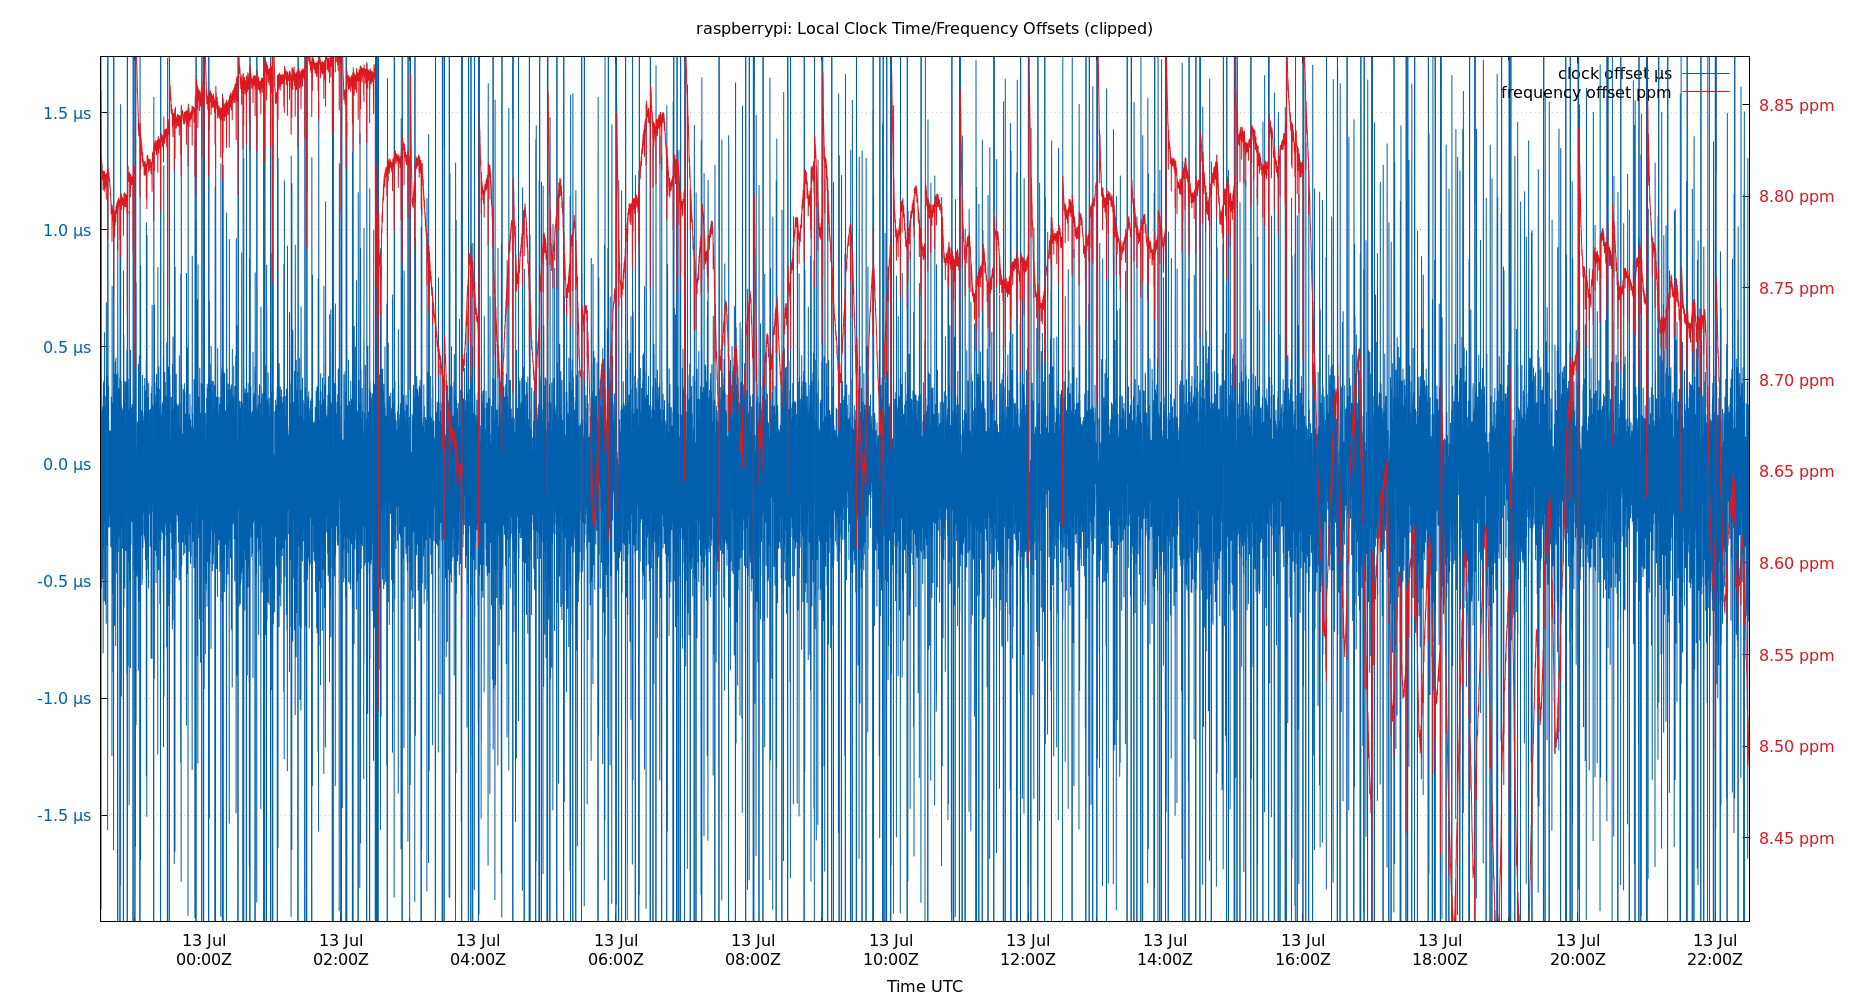 raspberrypi: Local Clock Time/Frequency Offsets (clipped)
clock offset µs
frequency offset ppm
1.5 µs
1.0 µs
0.5 µs
0.0 µs
-0.5 µs
-1.0 µs
-1.5 µs
8.85 ppm
8.80 ppm
8.75 ppm
8.70 ppm
8.65 ppm
8.60 ppm
8.55 ppm
8.50 ppm
8.45 ppm
13 Jul 13 Jul 13 Jul 13 Jul 13 Jul 13 Jul 13 Jul 13 Jul 13 Jul 13 Jul 13 Jul 13 Jul
00:00Z 02:00Z 04:00Z 06:00Z 08:00Z 10:00Z 12:00Z 14:00Z 16:00Z 18:00Z 20:00Z 22:00Z
Time UTC